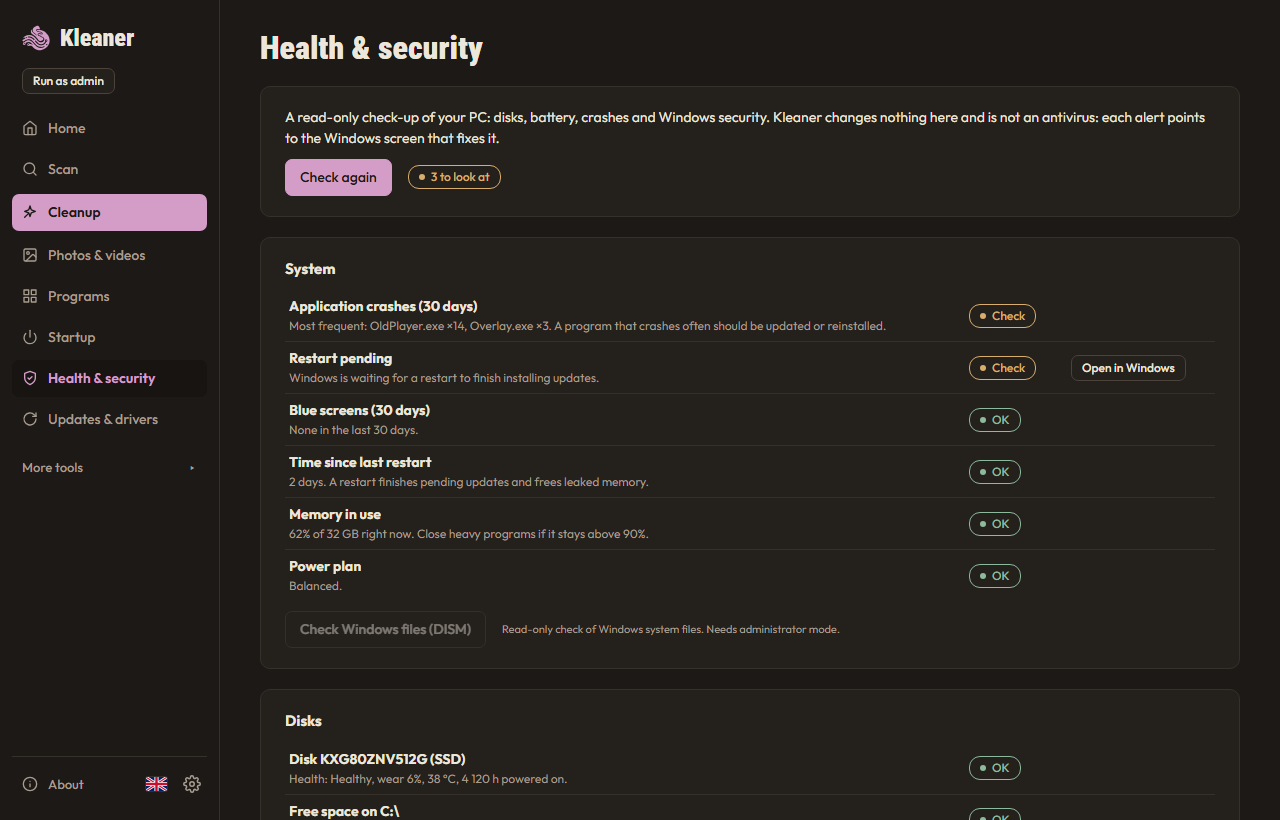 Kleaner
Run as admin
Home
Scan
Cleanup
Photos & videos
Programs
Startup
Health & security
Updates & drivers
More tools
About
Health & security
A read-only check-up of your PC: disks, battery, crashes and Windows security. Kleaner changes nothing here and is not an antivirus: each alert points
to the Windows screen that fixes it.
Check again
3 to look at
System
Application crashes (30 days)
Most frequent: OldPlayer.exe ×14, Overlay.exe ×3. A program that crashes often should be updated or reinstalled.
Check
Restart pending
Windows is waiting for a restart to finish installing updates.
Check
Open in Windows
Blue screens (30 days)
None in the last 30 days.
OK
Time since last restart
2 days. A restart finishes pending updates and frees leaked memory.
OK
Memory in use
62% of 32 GB right now. Close heavy programs if it stays above 90%.
OK
Power plan
Balanced.
OK
Check Windows files (DISM)
Read-only check of Windows system files. Needs administrator mode.
Disks
Disk KXG80ZNV512G (SSD)
Health: Healthy, wear 6%, 38 °C, 4 120 h powered on.
OK
Free space on C:\
OK